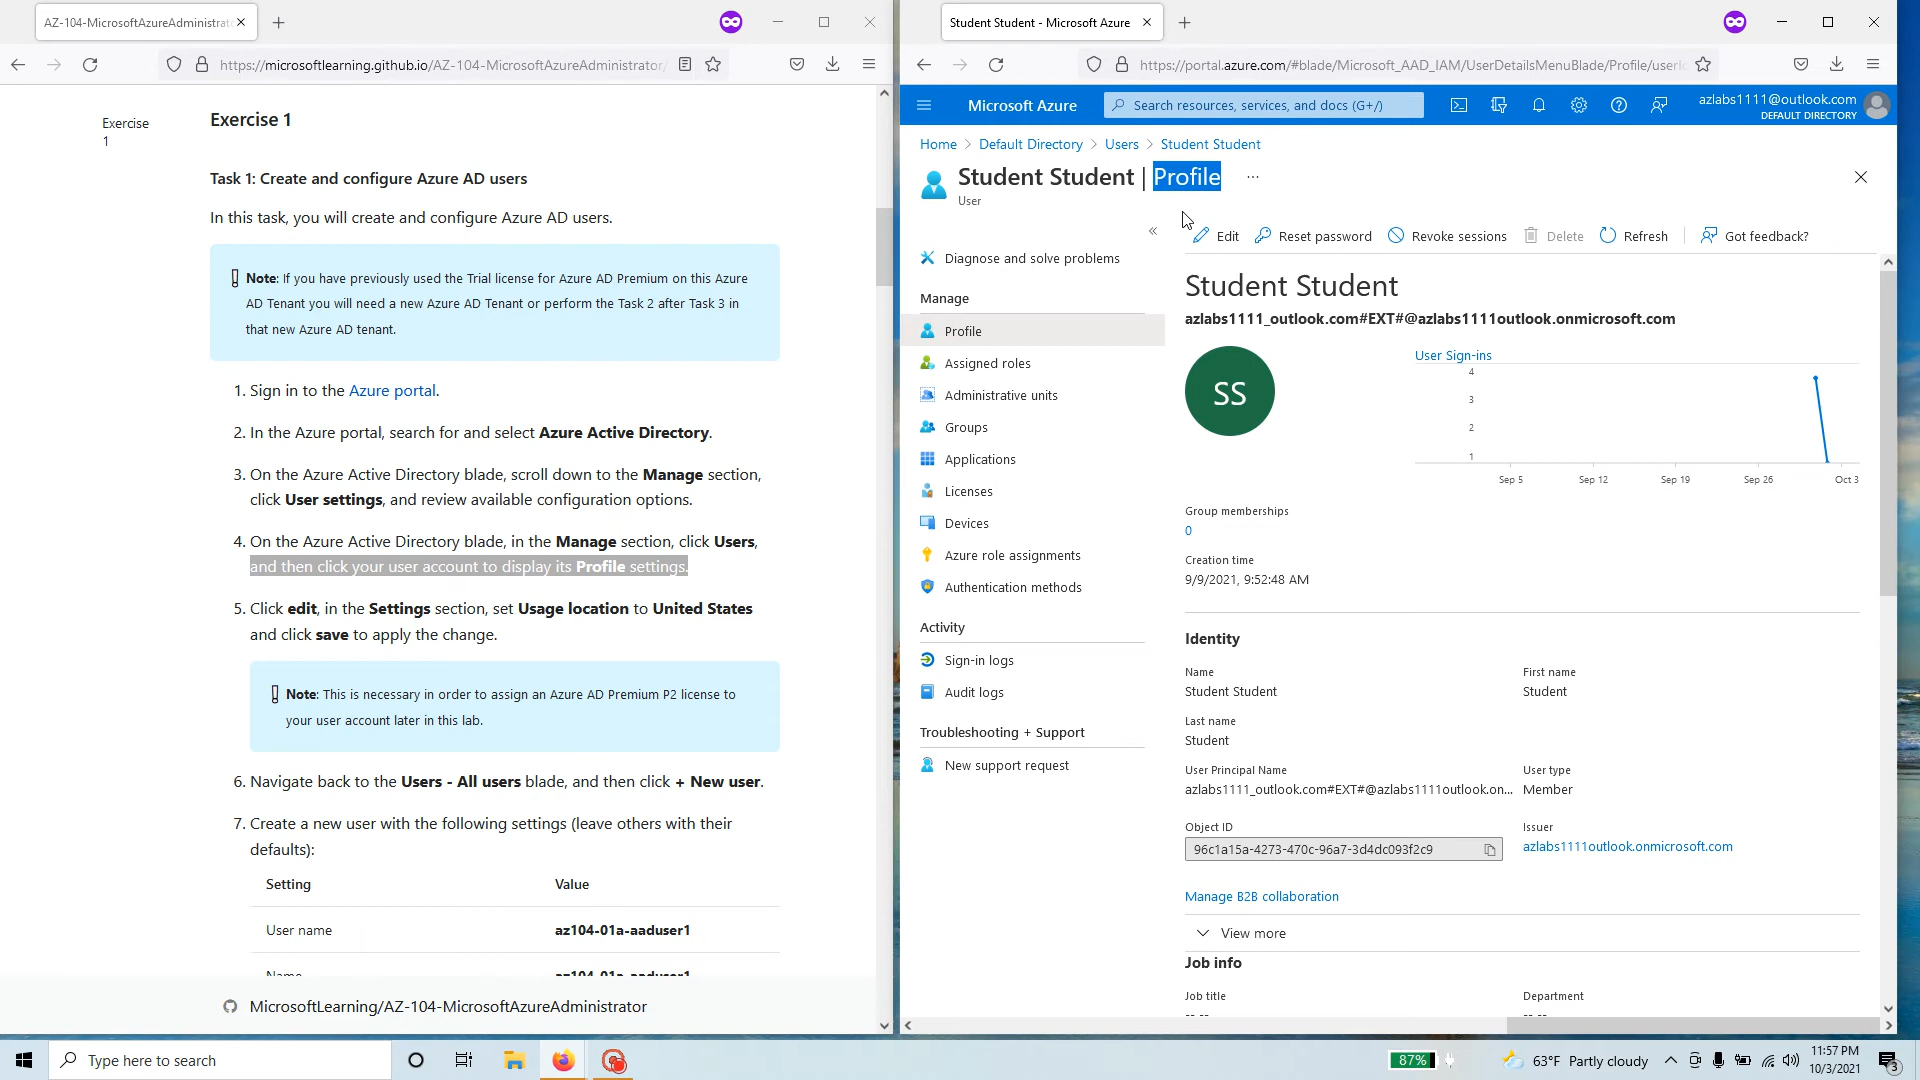 AZ-104-MicrosoftAzureAdministrat
https://microsoftlearning.github.io/AZ-104-MicrosoftAzureAdministrator/
Exercise
1
Exercise 1
Task 1: Create and configure Azure AD users
In this task, you will create and configure Azure AD users.
Note: If you have previously used the Trial license for Azure AD Premium on this Azure
AD Tenant you will need a new Azure AD Tenant or perform the Task 2 after Task 3 in
that new Azure AD tenant.
1. Sign in to the Azure portal.
2. In the Azure portal, search for and select Azure Active Directory.
3. On the Azure Active Directory blade, scroll down to the Manage section,
click User settings, and review available configuration options.
4. On the Azure Active Directory blade, in the Manage section, click Users,
and then click your user account to display its Profile settings.
5. Click edit, in the Settings section, set Usage location to United States
and click save to apply the change.
Note: This is necessary in order to assign an Azure AD Premium P2 license to
your user account later in this lab.
6. Navigate back to the Users - All users blade, and then click + New user.
7. Create a new user with the following settings (leave others with their
defaults):
Setting Value
User name az104-01a-aaduser1
Name az104-01a-aaduser1
MicrosoftLearning/AZ-104-MicrosoftAzureAdministrator
Student Student - Microsoft Azure
https://portal.azure.com/#blade/Microsoft_AAD_IAM/UserDetailsMenuBlade/Profile/userI
Microsoft Azure
Search resources, services, and docs (G+/)
azlabs1111@outlook.com
DEFAULT DIRECTORY
Home > Default Directory > Users > Student Student
Student Student | Profile ...
User
«
Diagnose and solve problems
Manage
Profile
Assigned roles
Administrative units
Groups
Applications
Licenses
Devices
Azure role assignments
Authentication methods
Activity
Sign-in logs
Audit logs
Troubleshooting + Support
New support request
Edit Reset password Revoke sessions Delete Refresh Got feedback?
Student Student
azlabs1111_outlook.com#EXT#@azlabs1111outlook.onmicrosoft.com
SS
User Sign-ins
4
3
2
1
Sep 5 Sep 12 Sep 19 Sep 26 Oct 3
Group memberships
0
Creation time
9/9/2021, 9:52:48 AM
Identity
Name First name
Student Student Student
Last name
Student
User Principal Name User type
azlabs1111_outlook.com#EXT#@azlabs1111outlook.on... Member
Object ID Issuer
96c1a15a-4273-470c-96a7-3d4dc093f2c9 azlabs1111outlook.onmicrosoft.com
Manage B2B collaboration
View more
Job info
Job title Department
Type here to search
87%
63°F Partly cloudy
11:57 PM
10/3/2021
3